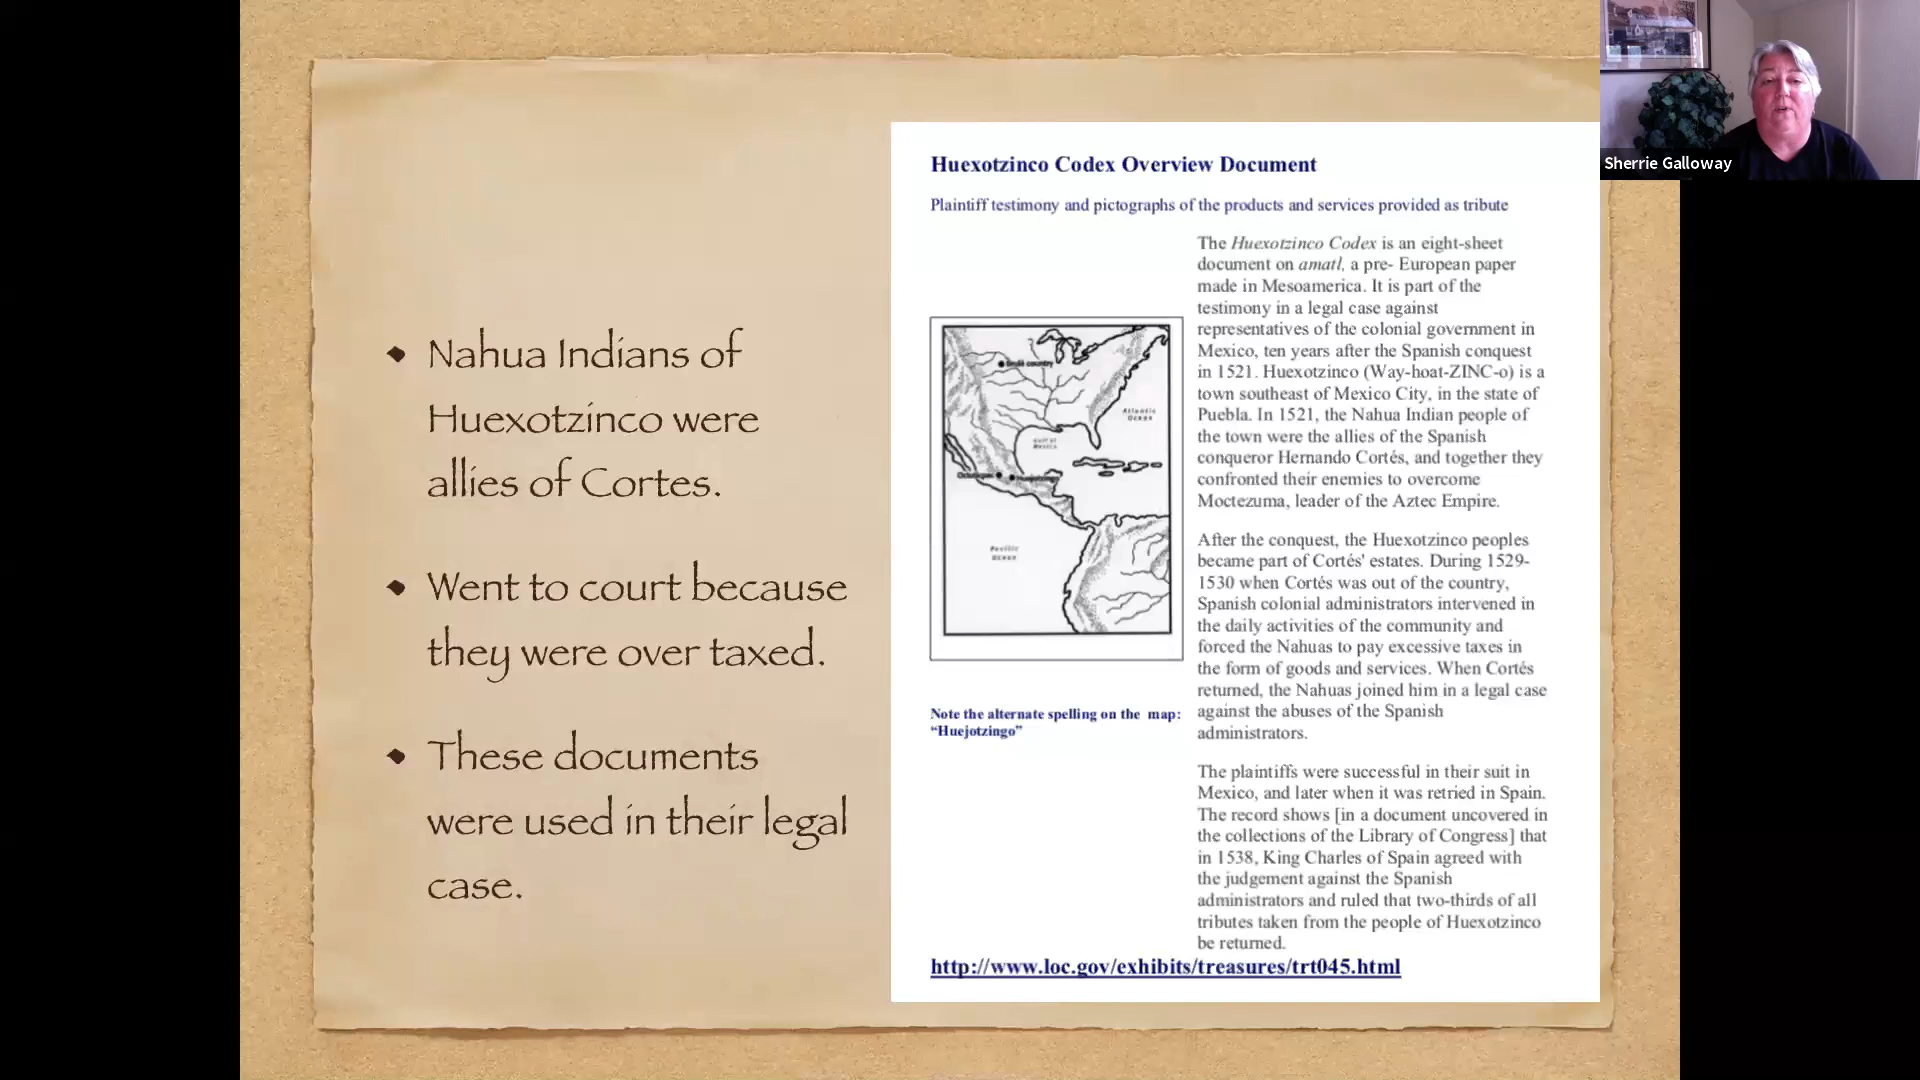 Nahua Indians of
Huexotzinco were
allies of Cortes.
Went to court because
they were over taxed.
These documents
were used in their legal
case.
Huexotzinco Codex Overview Document
Plaintiff testimony and pictographs of the products and services provided as tribute
The Huexotzinco Codex is an eight-sheet
document on amatl, a pre- European paper
made in Mesoamerica. It is part of the
testimony in a legal case against
representatives of the colonial government in
Mexico, ten years after the Spanish conquest
in 1521. Huexotzinco (Way-hoat-ZINC-o) is a
town southeast of Mexico City, in the state of
Puebla. In 1521, the Nahua Indian people of
the town were the allies of the Spanish
conqueror Hernando Cortés, and together they
confronted their enemies to overcome
Moctezuma, leader of the Aztec Empire.
After the conquest, the Huexotzinco peoples
became part of Cortés' estates. During 1529-
1530 when Cortés was out of the country,
Spanish colonial administrators intervened in
the daily activities of the community and
forced the Nahuas to pay excessive taxes in
the form of goods and services. When Cortés
returned, the Nahuas joined him in a legal case
against the abuses of the Spanish
administrators.
The plaintiffs were successful in their suit in
Mexico, and later when it was retried in Spain.
The record shows [in a document uncovered in
the collections of the Library of Congress] that
in 1538, King Charles of Spain agreed with
the judgement against the Spanish
administrators and ruled that two-thirds of all
tributes taken from the people of Huexotzinco
be returned.
Atlantic
Ocean
Gulf of
Mexico
Pacific
Ocean
Note the alternate spelling on the map:
“Huejotzingo”
http://www.loc.gov/exhibits/treasures/trt045.html
Sherrie Galloway